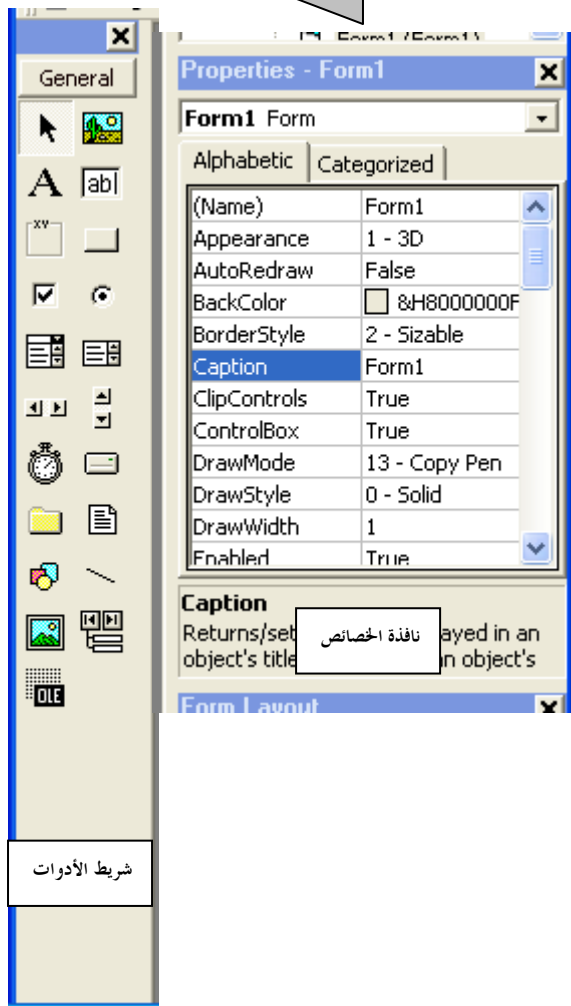 Form1 (Form1)
General
A
ab
xy
OLE
شريط الأدوات
Properties - Form1
Form1 Form
Alphabetic Categorized
(Name) Form1
Appearance 1 - 3D
AutoRedraw False
BackColor &H8000000F
BorderStyle 2 - Sizable
Caption Form1
ClipControls True
ControlBox True
DrawMode 13 - Copy Pen
DrawStyle 0 - Solid
DrawWidth 1
Enabled True
Caption
Returns/set ayed in an
object's title n object's
نافذة الخصائص
Form Layout